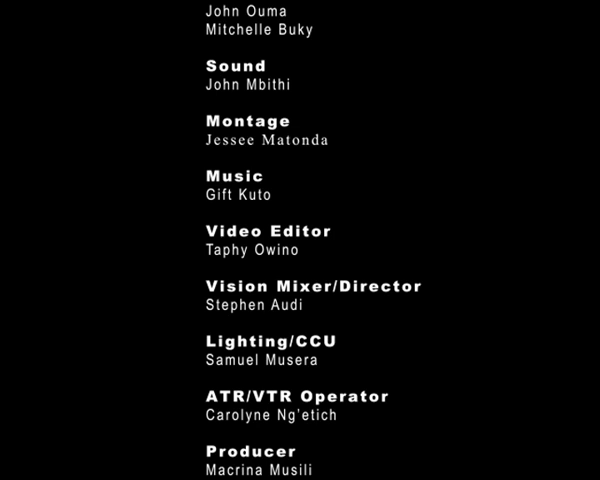 John Ouma
Mitchelle Buky
Sound
John Mbithi
Montage
Jessee Matonda
Music
Gift Kuto
Video Editor
Taphy Owino
Vision Mixer/Director
Stephen Audi
Lighting/CCU
Samuel Musera
ATR/VTR Operator
Carolyne Ng’etich
Producer
Macrina Musili